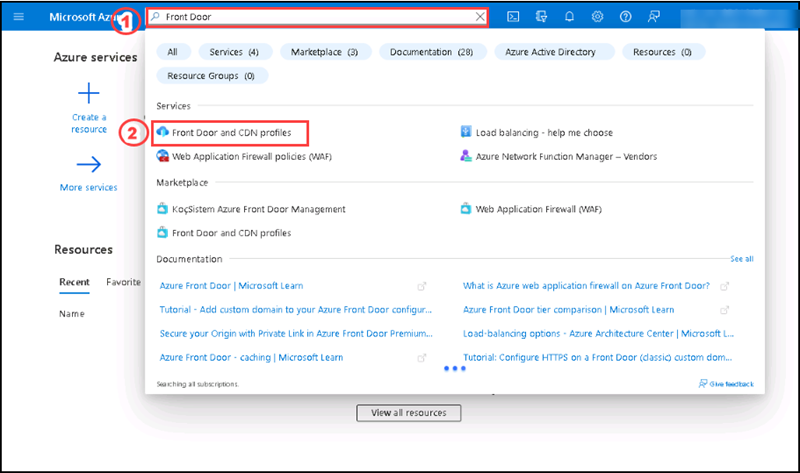 Microsoft Azu
1
Front Door
Azure services
All
Services (4)
Marketplace (3)
Documentation (28)
Azure Active Directory
Resources (0)
Resource Groups (0)
Create a
resource
More services
Services
2
Front Door and CDN profiles
Load balancing - help me choose
Web Application Firewall policies (WAF)
Azure Network Function Manager – Vendors
Marketplace
KoçSistem Azure Front Door Management
Web Application Firewall (WAF)
Front Door and CDN profiles
Resources
Recent
Favorite
Name
Documentation
See all
Azure Front Door | Microsoft Learn
What is Azure web application firewall on Azure Front Door?
Tutorial - Add custom domain to your Azure Front Door configur...
Azure Front Door tier comparison | Microsoft Learn
Secure your Origin with Private Link in Azure Front Door Premium...
Load-balancing options - Azure Architecture Center | Microsoft L...
Azure Front Door - caching | Microsoft Learn
Tutorial: Configure HTTPS on a Front Door (classic) custom dom...
Searching all subscriptions.
Give feedback
View all resources